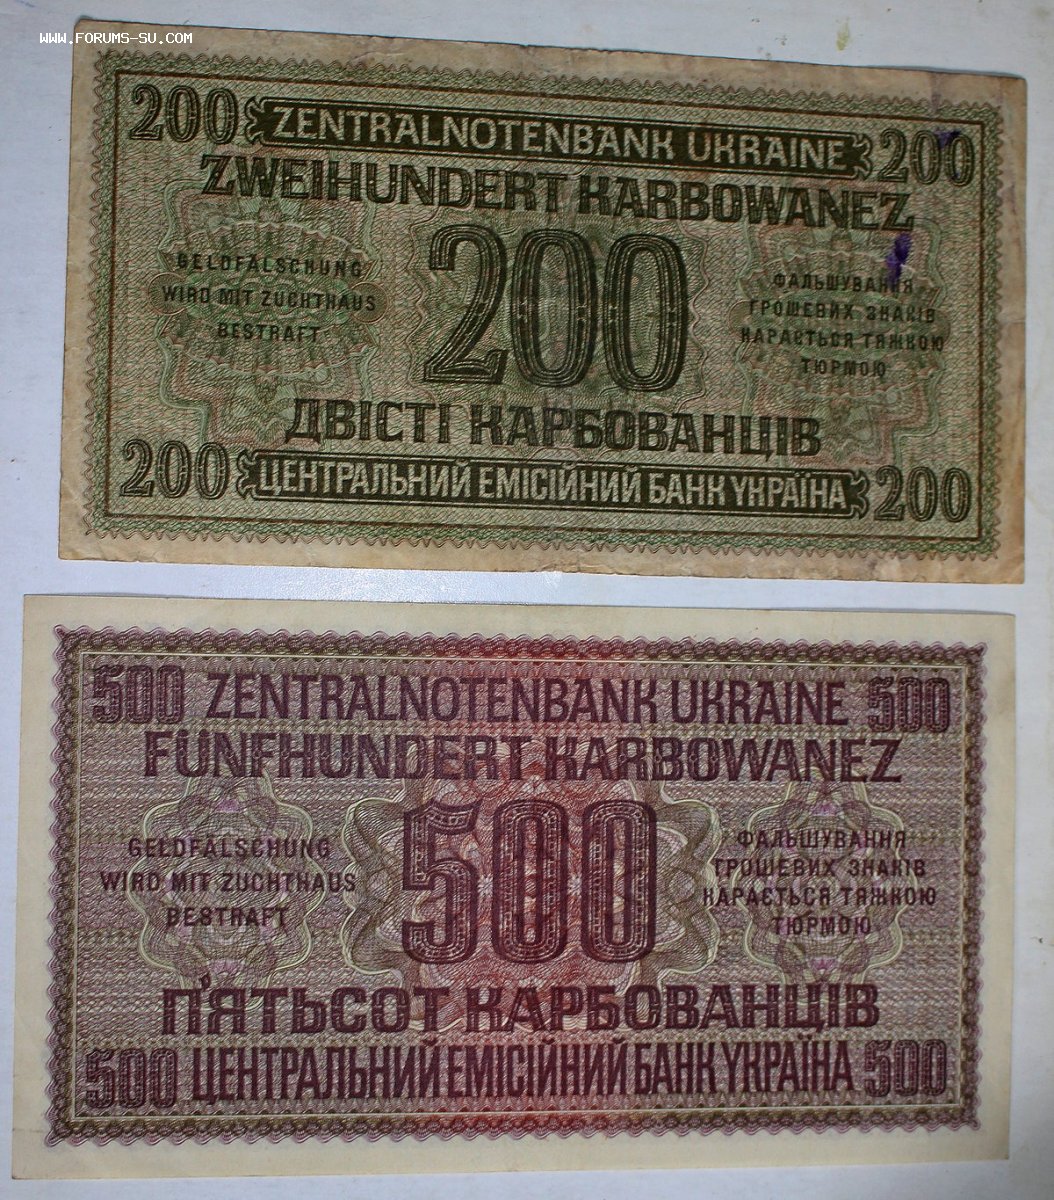 WWW.FORUMS-SU.COM
200 ZENTRALNOTENBANK UKRAINE 200
ZWEIHUNDERT KARBOWANEZ
GELDFÄLSCHUNG
WIRD MIT ZUCHTHAUS
BESTRAFT
200
ФАЛЬШУВАННЯ
ГРОШЕВИХ ЗНАКІВ
КАРАЄТЬСЯ ТЯЖКОЮ
ТЮРМОЮ
ДВІСТІ КАРБОВАНЦІВ
200 ЦЕНТРАЛЬНИЙ ЕМІСІЙНИЙ БАНК УКРАЇНА 200
500 ZENTRALNOTENBANK UKRAINE 500
FÜNFHUNDERT KARBOWANEZ
GELDFÄLSCHUNG
WIRD MIT ZUCHTHAUS
BESTRAFT
500
ФАЛЬШУВАННЯ
ГРОШЕВИХ ЗНАКІВ
КАРАЄТЬСЯ ТЯЖКОЮ
ТЮРМОЮ
П'ЯТЬСОТ КАРБОВАНЦІВ
500 ЦЕНТРАЛЬНИЙ ЕМІСІЙНИЙ БАНК УКРАЇНА 500